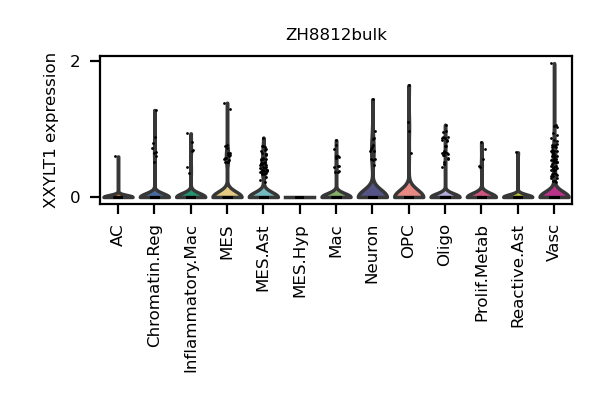 ZH8812bulk
XXYLT1 expression
2
0
AC
Chromatin.Reg
Inflammatory.Mac
MES
MES.Ast
MES.Hyp
Mac
Neuron
OPC
Oligo
Prolif.Metab
Reactive.Ast
Vasc